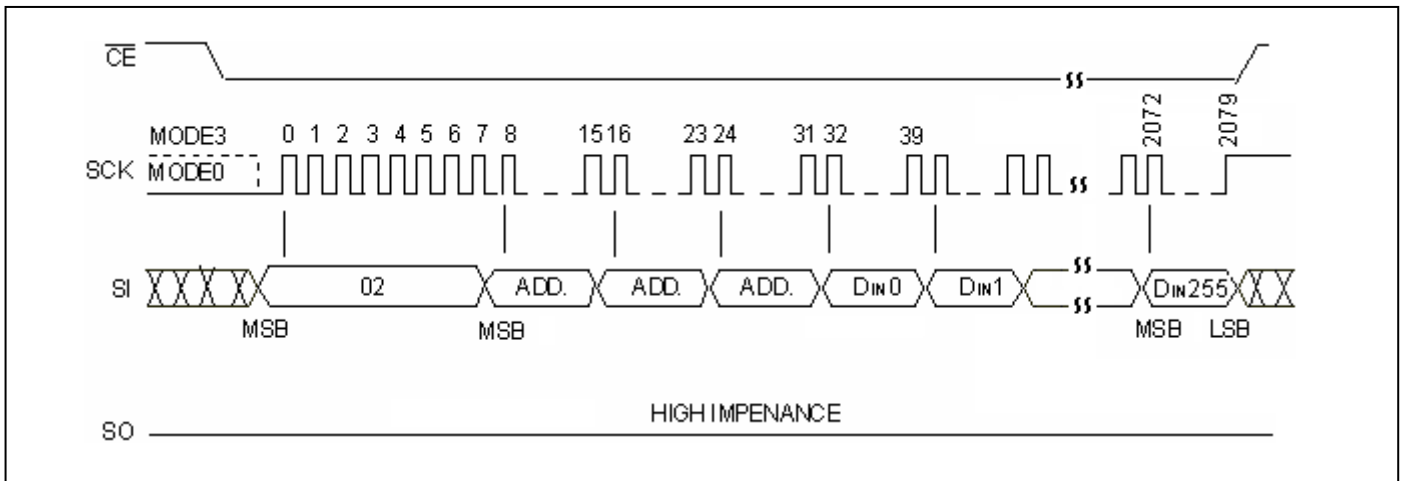 CE
MODE3 0 1 2 3 4 5 6 7 8 15 16 23 24 31 32 39 2072 2079
SCK MODE0
SI 02 ADD. ADD. ADD. DIN0 DIN1 DIN255
MSB MSB MSB LSB
HIGH IMPENANCE
SO